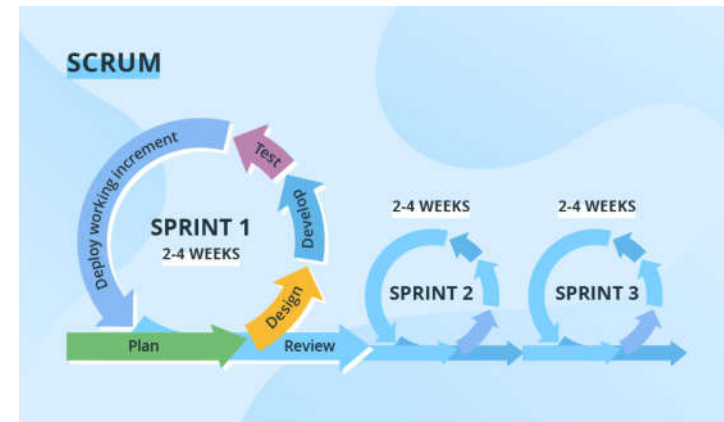 SCRUM
Deploy working increment
Test
Develop
Design
SPRINT 1
2-4 WEEKS
Plan
Review
2-4 WEEKS
SPRINT 2
2-4 WEEKS
SPRINT 3